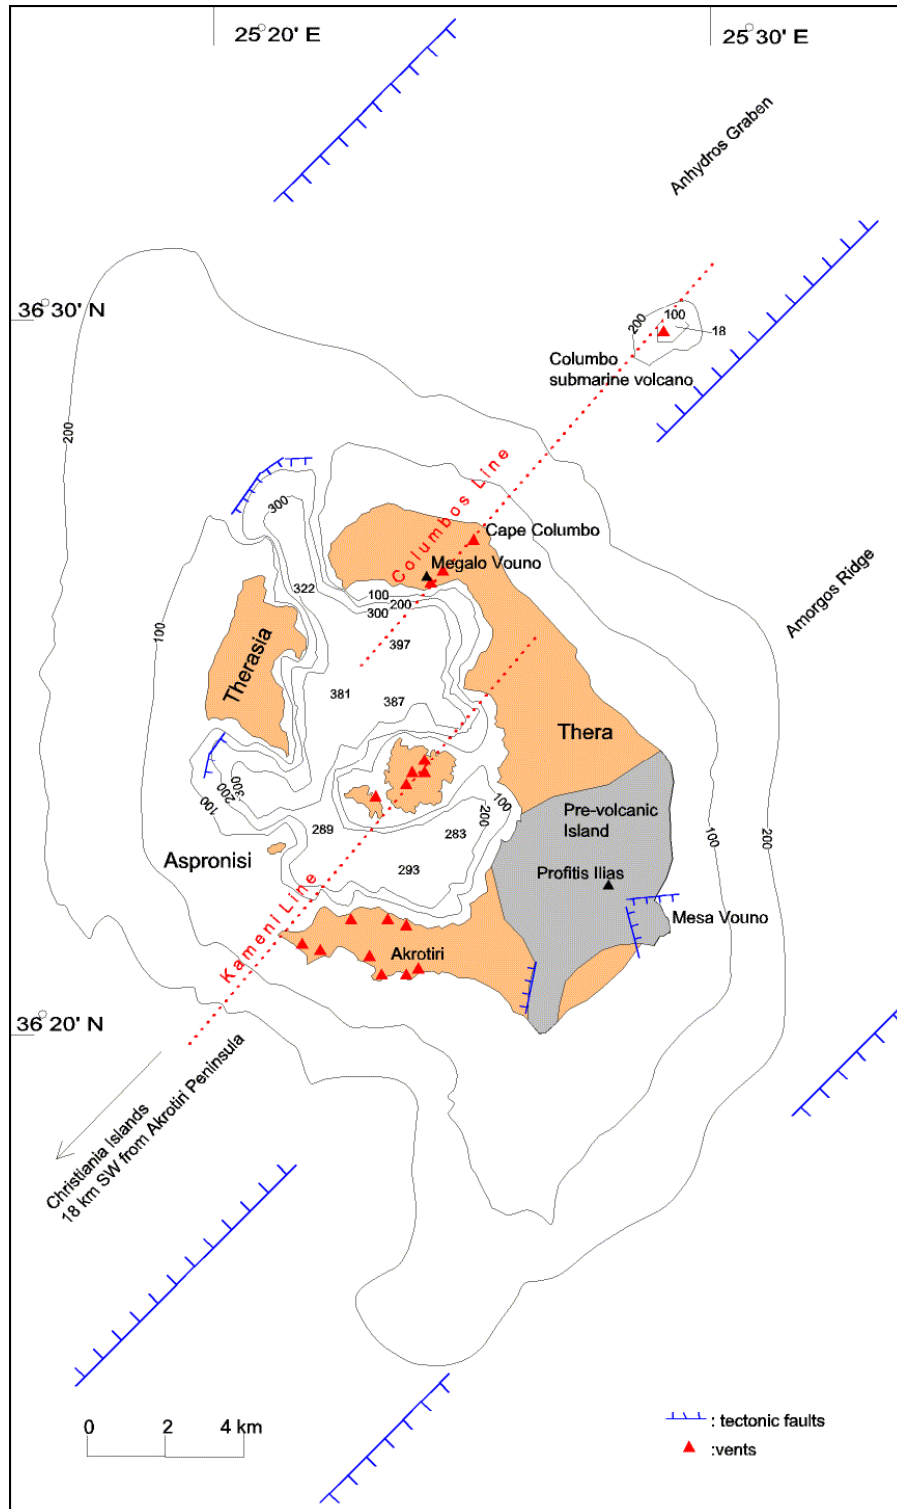 25° 20' E
25° 30' E
Anhydros Graben
36° 30' N
200
100
18
Columbo
submarine volcano
200
300
Columbos Line
Cape Columbo
Megalo Vouno
322
100
200
300
Amorgos Ridge
100
397
Therasia
381
387
Thera
300
200
100
100
200
Pre-volcanic
Island
289
283
100
200
Aspronisi
293
Profitis Ilias
Mesa Vouno
Kameni Line
Akrotiri
36° 20' N
Christiania Islands
18 km SW from Akrotiri Peninsula
0 2 4 km
: tectonic faults
:vents